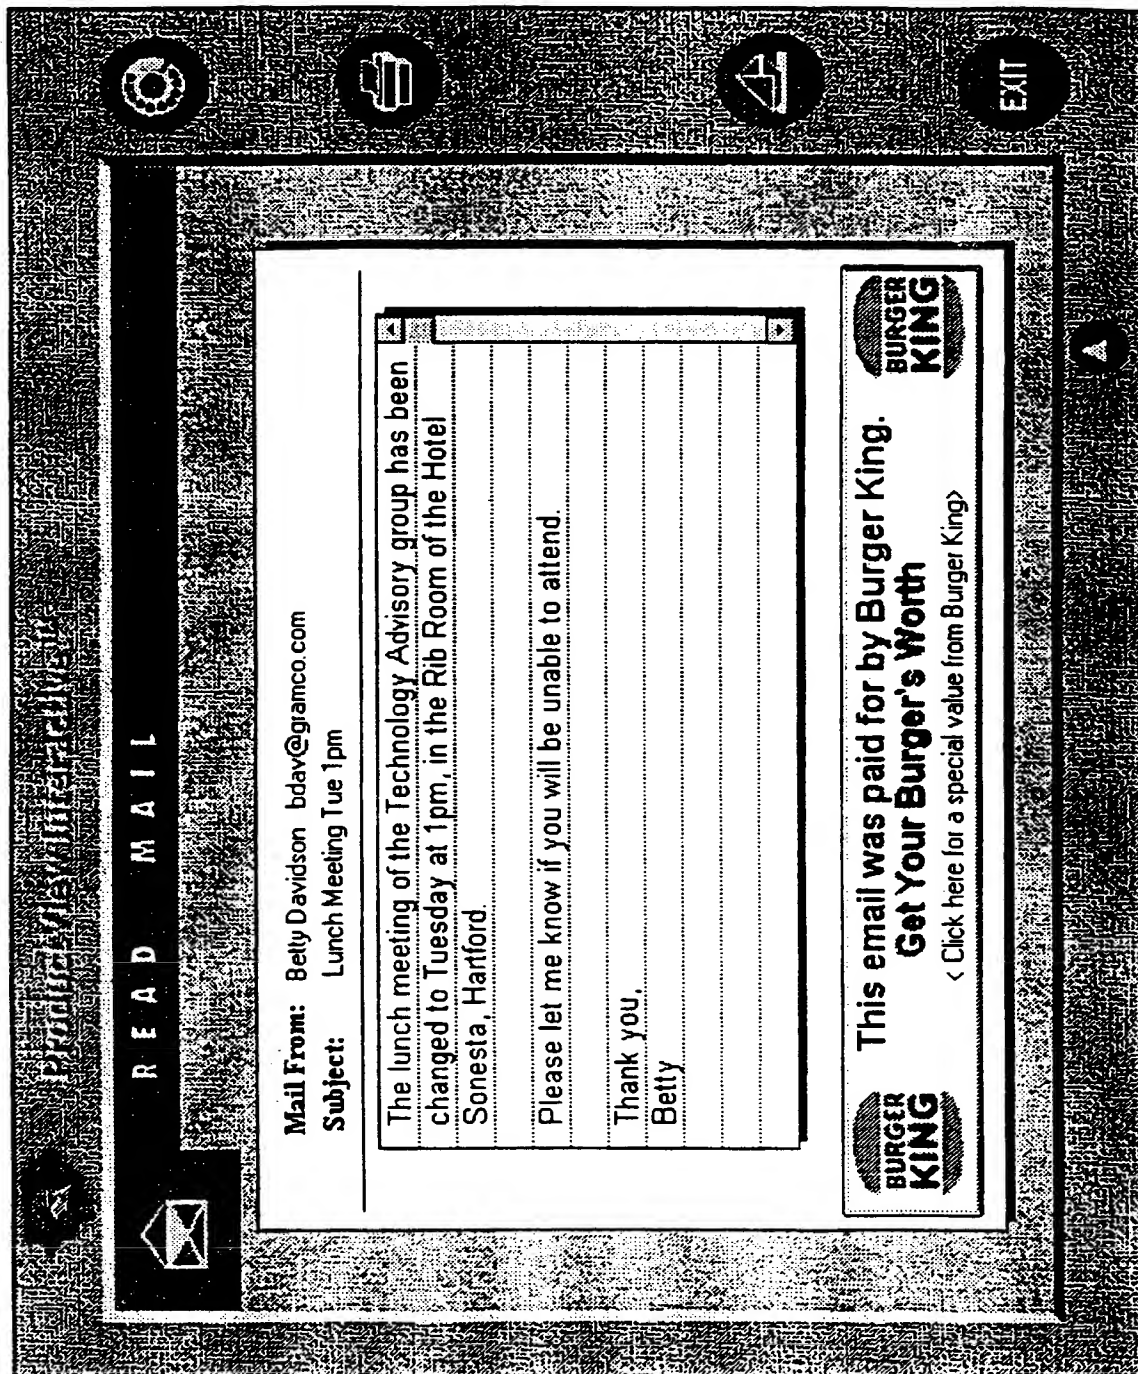 ProductViewInteractive
READ MAIL
Mail From: Betty Davidson bdav@gramco.com
Subject: Lunch Meeting Tue 1pm
The lunch meeting of the Technology Advisory group has been
changed to Tuesday at 1pm, in the Rib Room of the Hotel
Sonesta, Hartford.
Please let me know if you will be unable to attend.
Thank you,
Betty
BURGER
KING
This email was paid for by Burger King.
Get Your Burger's Worth
< Click here for a special value from Burger King>
BURGER
KING
EXIT